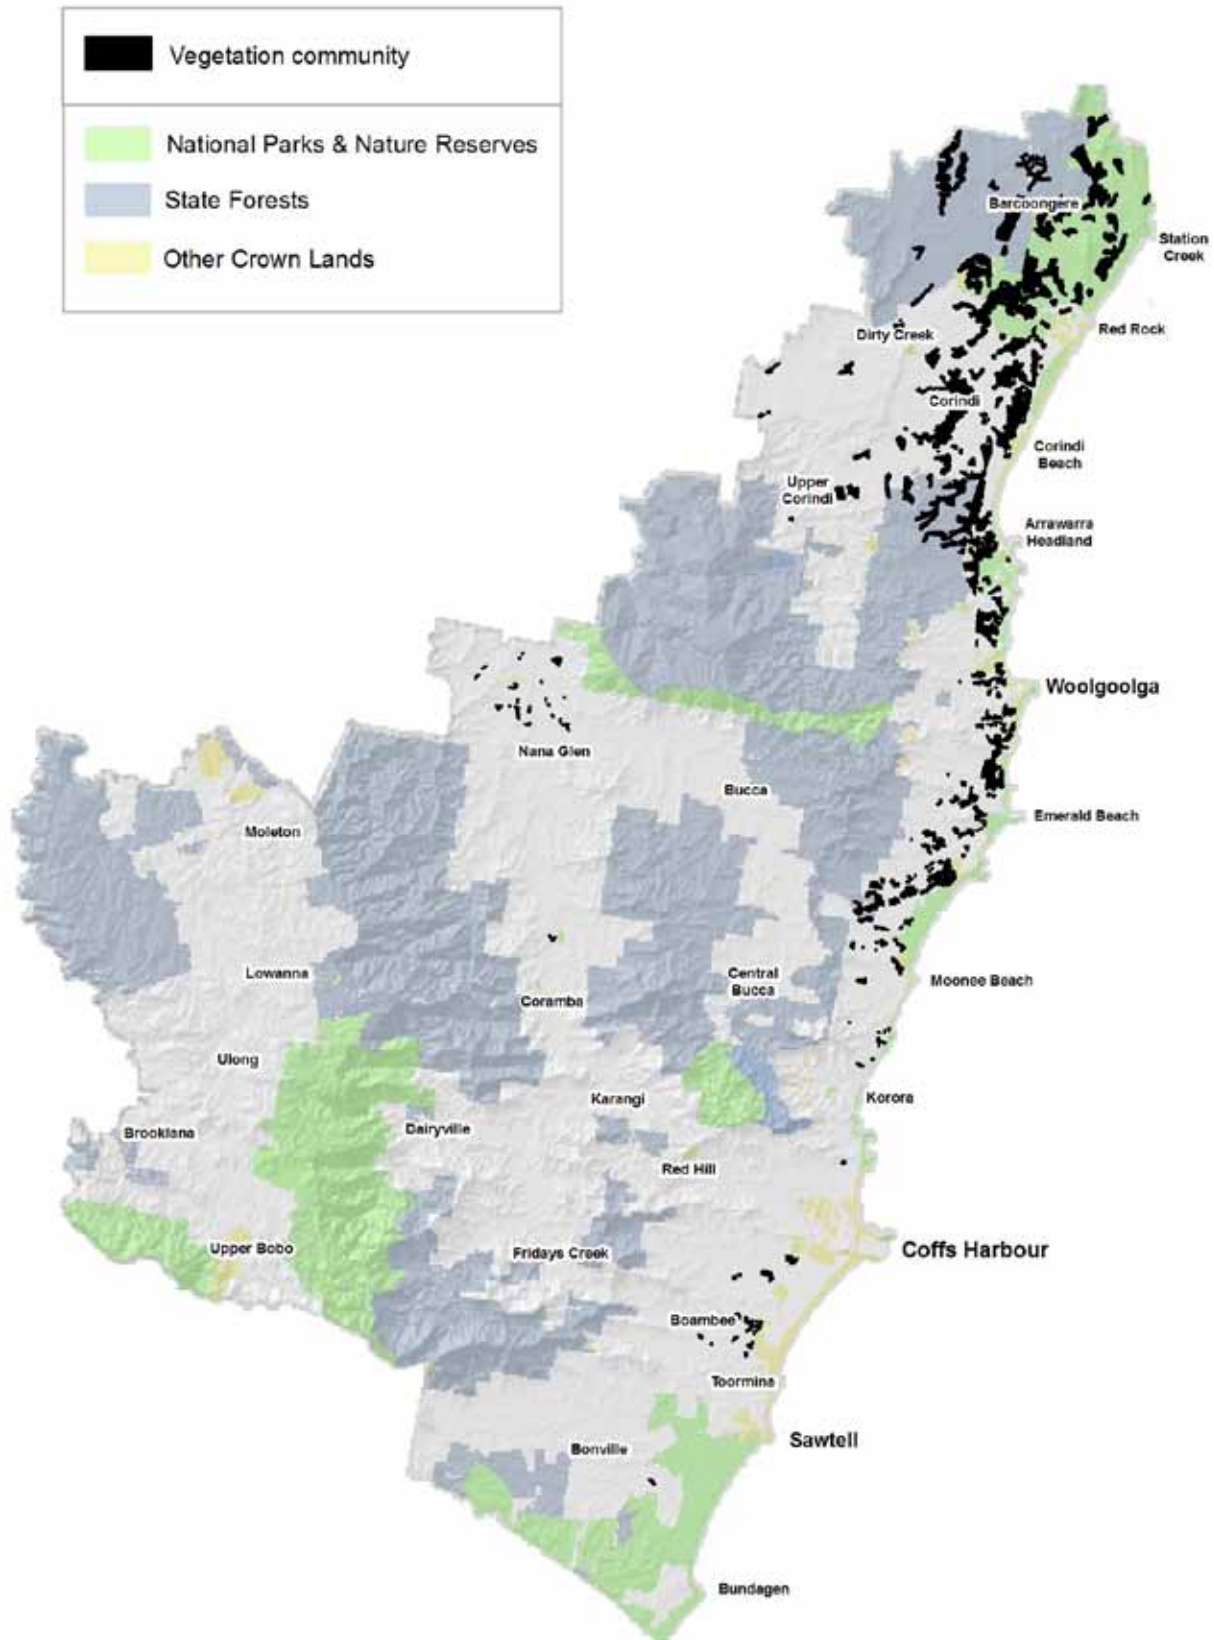 Vegetation community
National Parks & Nature Reserves
State Forests
Other Crown Lands
Barcoongere
Station
Creek
Dirty Creek
Red Rock
Corindi
Corindi
Beach
Upper
Corindi
Arrawarra
Headland
Woolgoolga
Nana Glen
Bucca
Emerald Beach
Moleton
Lowanna
Central
Bucca
Moonee Beach
Coramba
Ulong
Karangi
Korora
Brooklana
Dairyville
Red Hill
Upper Bobo
Fridays Creek
Coffs Harbour
Boambee
Toormina
Sawtell
Bonville
Bundagen